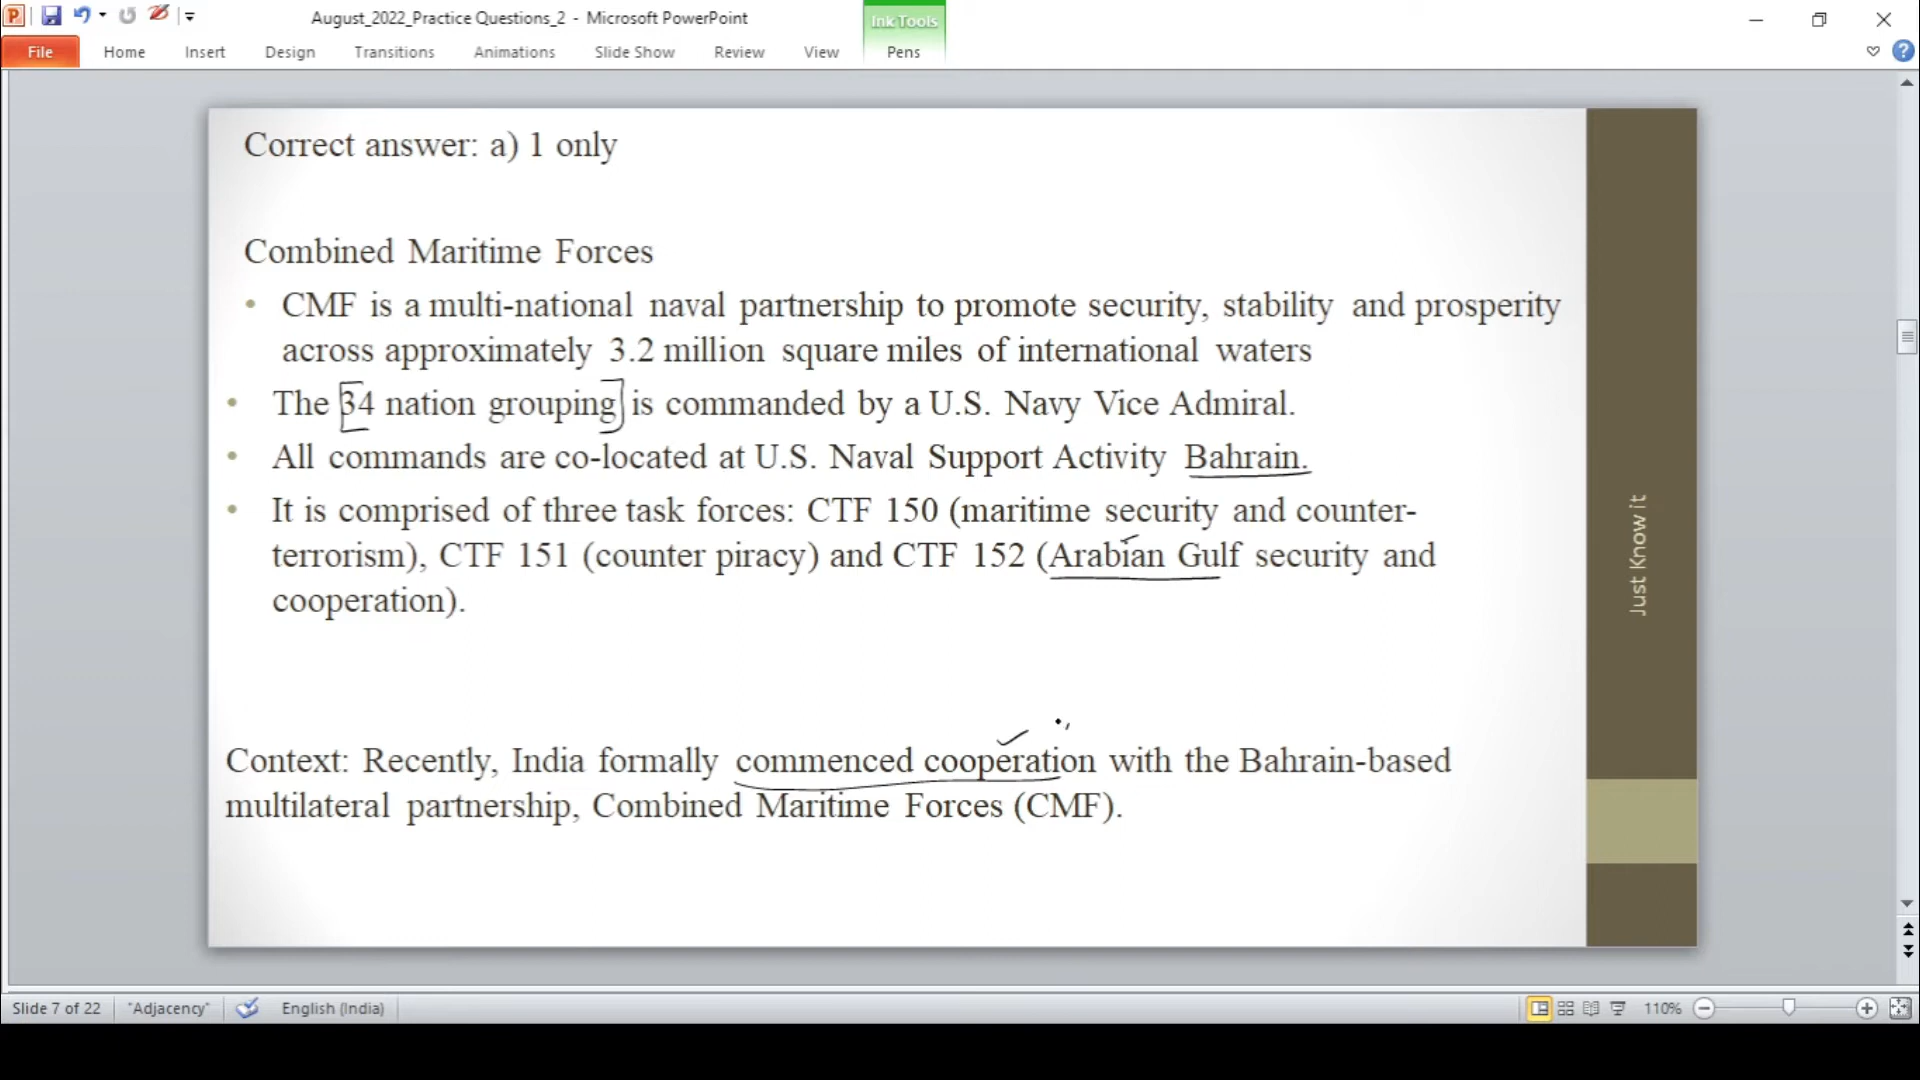 August_2022_Practice Questions_2 - Microsoft PowerPoint
Ink Tools
File Home Insert Design Transitions Animations Slide Show Review View Pens
Correct answer: a) 1 only
Combined Maritime Forces
• CMF is a multi-national naval partnership to promote security, stability and prosperity
across approximately 3.2 million square miles of international waters
• The 34 nation grouping is commanded by a U.S. Navy Vice Admiral.
• All commands are co-located at U.S. Naval Support Activity Bahrain.
• It is comprised of three task forces: CTF 150 (maritime security and counter-
terrorism), CTF 151 (counter piracy) and CTF 152 (Arabian Gulf security and
cooperation).
Context: Recently, India formally commenced cooperation with the Bahrain-based
multilateral partnership, Combined Maritime Forces (CMF).
Just Know it
Slide 7 of 22 "Adjacency" English (India) 110%